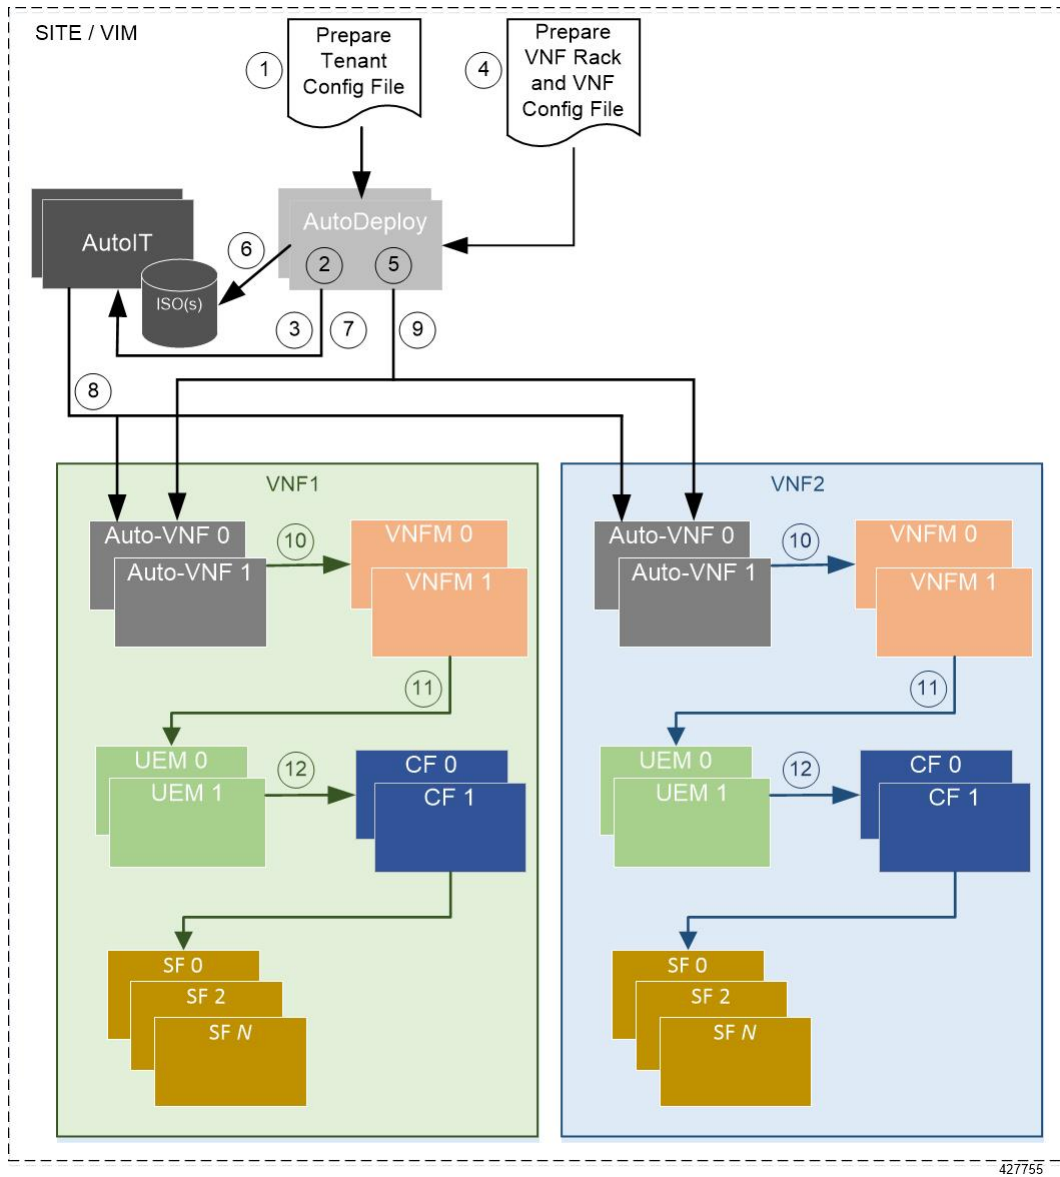 SITE / VIM
1
Prepare
Tenant
Config File
4
Prepare
VNF Rack
and VNF
Config File
AutoIT
ISO(s)
6
AutoDeploy
2
5
3
7
9
8
VNF1
Auto-VNF 0
Auto-VNF 1
10
VNFM 0
VNFM 1
11
UEM 0
UEM 1
12
CF 0
CF 1
SF 0
SF 2
SF N
VNF2
Auto-VNF 0
Auto-VNF 1
10
VNFM 0
VNFM 1
11
UEM 0
UEM 1
12
CF 0
CF 1
SF 0
SF 2
SF N
427755